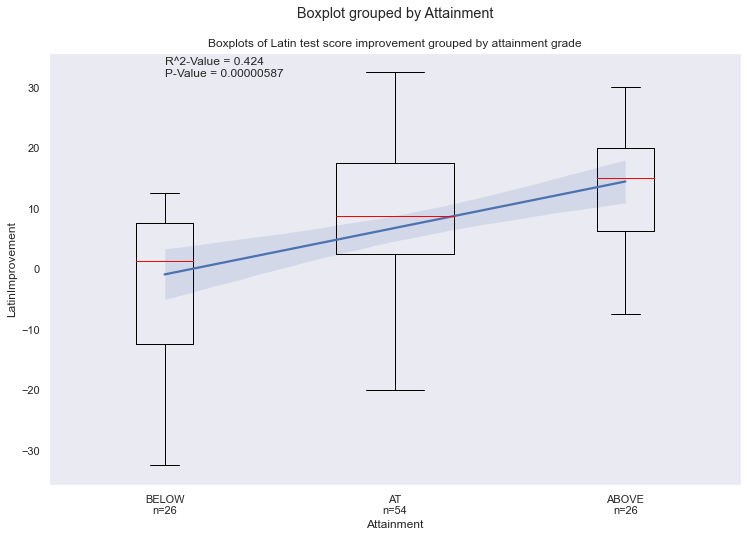 Boxplot grouped by Attainment
Boxplots of Latin test score improvement grouped by attainment grade
R^2-Value = 0.424
P-Value = 0.00000587
30
20
10
0
−10
−20
−30
LatinImprovement
BELOW
n=26
AT
n=54
ABOVE
n=26
Attainment